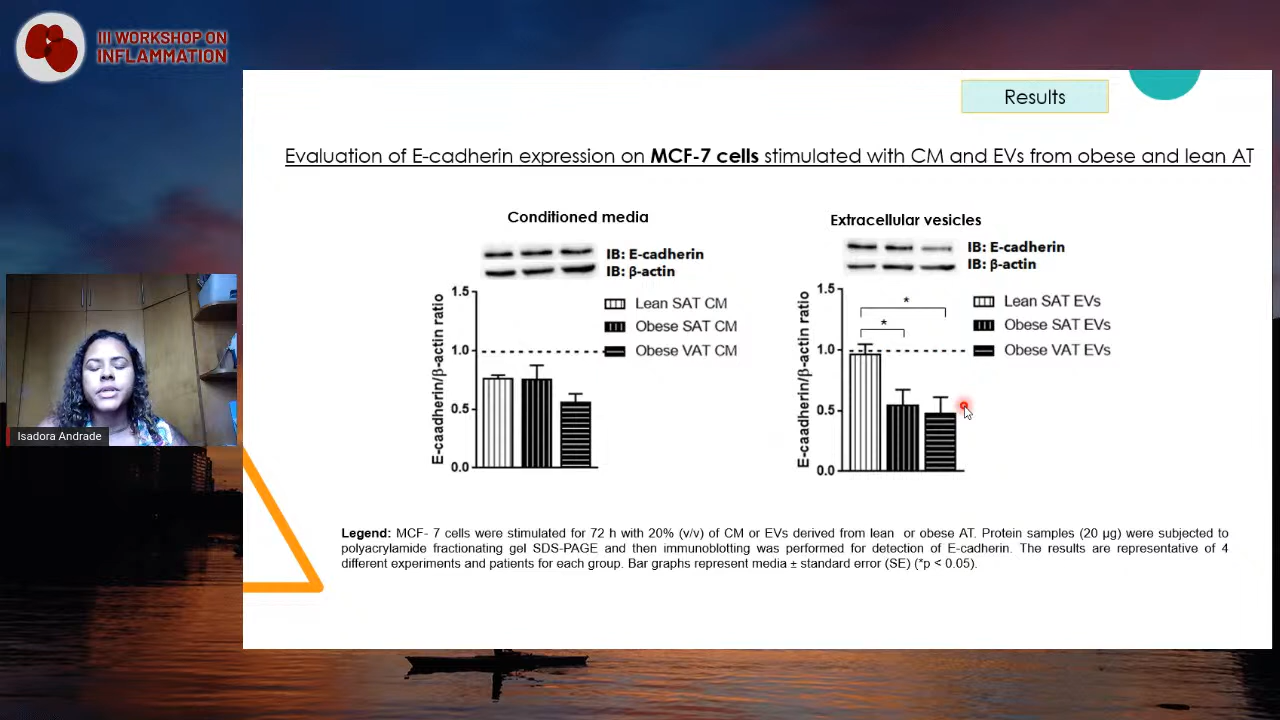 III WORKSHOP ON
INFLAMMATION
Results
Evaluation of E-cadherin expression on MCF-7 cells stimulated with CM and EVs from obese and lean AT
Conditioned media
IB: E-cadherin
IB: β-actin
E-caadherin/β-actin ratio
1.5
1.0
0.5
0.0
Lean SAT CM
Obese SAT CM
Obese VAT CM
Extracellular vesicles
IB: E-cadherin
IB: β-actin
E-caadherin/β-actin ratio
1.5
1.0
0.5
0.0
*
*
Lean SAT EVs
Obese SAT EVs
Obese VAT EVs
Isadora Andrade
Legend: MCF- 7 cells were stimulated for 72 h with 20% (v/v) of CM or EVs derived from lean or obese AT. Protein samples (20 µg) were subjected to
polyacrylamide fractionating gel SDS-PAGE and then immunoblotting was performed for detection of E-cadherin. The results are representative of 4
different experiments and patients for each group. Bar graphs represent media ± standard error (SE) (*p < 0.05).